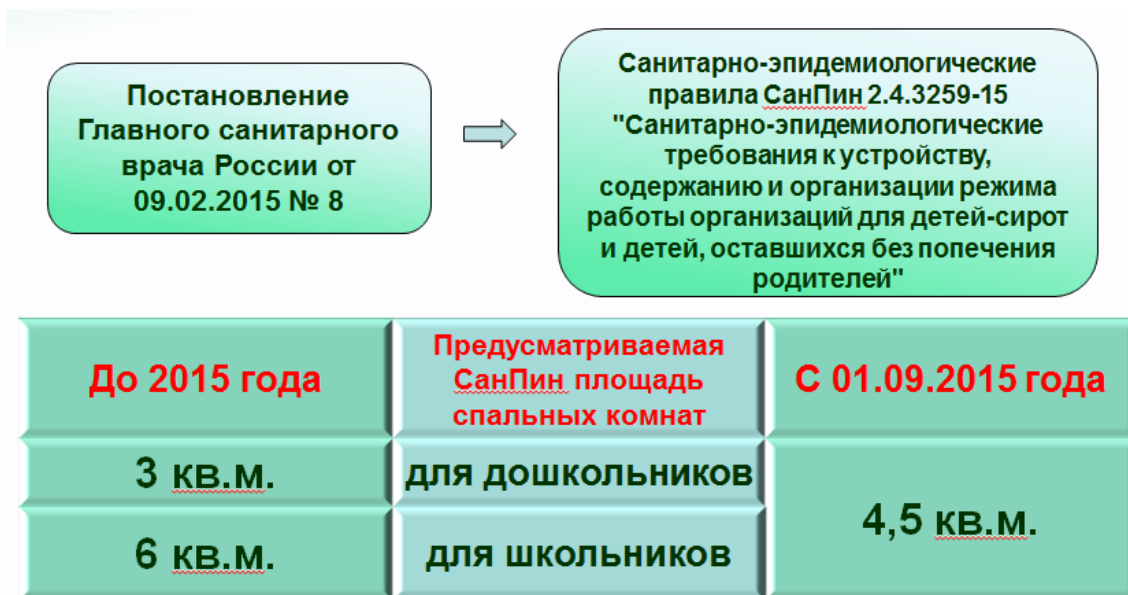 Постановление
Главного санитарного
врача России от
09.02.2015 № 8
Санитарно-эпидемиологические
правила СанПин 2.4.3259-15
"Санитарно-эпидемиологические
требования к устройству,
содержанию и организации режима
работы организаций для детей-сирот
и детей, оставшихся без попечения
родителей"
До 2015 года
Предусматриваемая
СанПин площадь
спальных комнат
С 01.09.2015 года
3 кв.м.
для дошкольников
4,5 кв.м.
6 кв.м.
для школьников